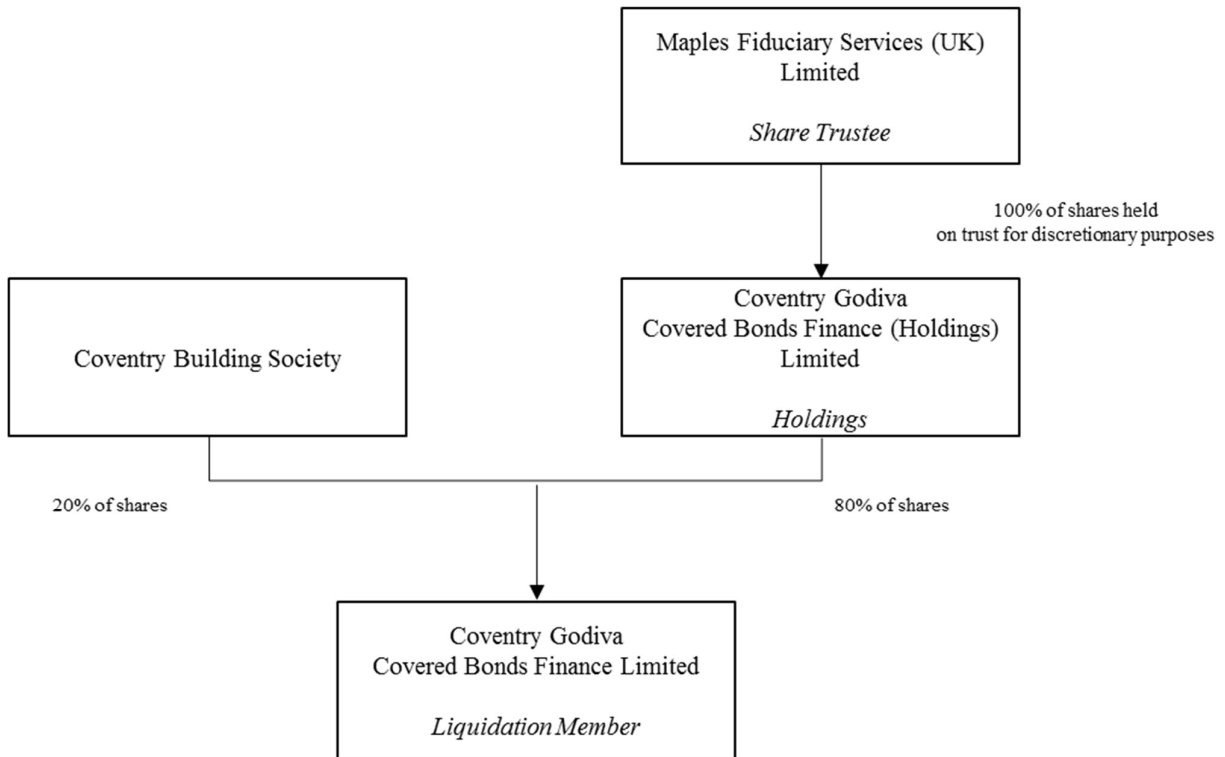 Maples Fiduciary Services (UK)
Limited
Share Trustee
100% of shares held
on trust for discretionary purposes
Coventry Building Society
Coventry Godiva
Covered Bonds Finance (Holdings)
Limited
Holdings
20% of shares
80% of shares
Coventry Godiva
Covered Bonds Finance Limited
Liquidation Member